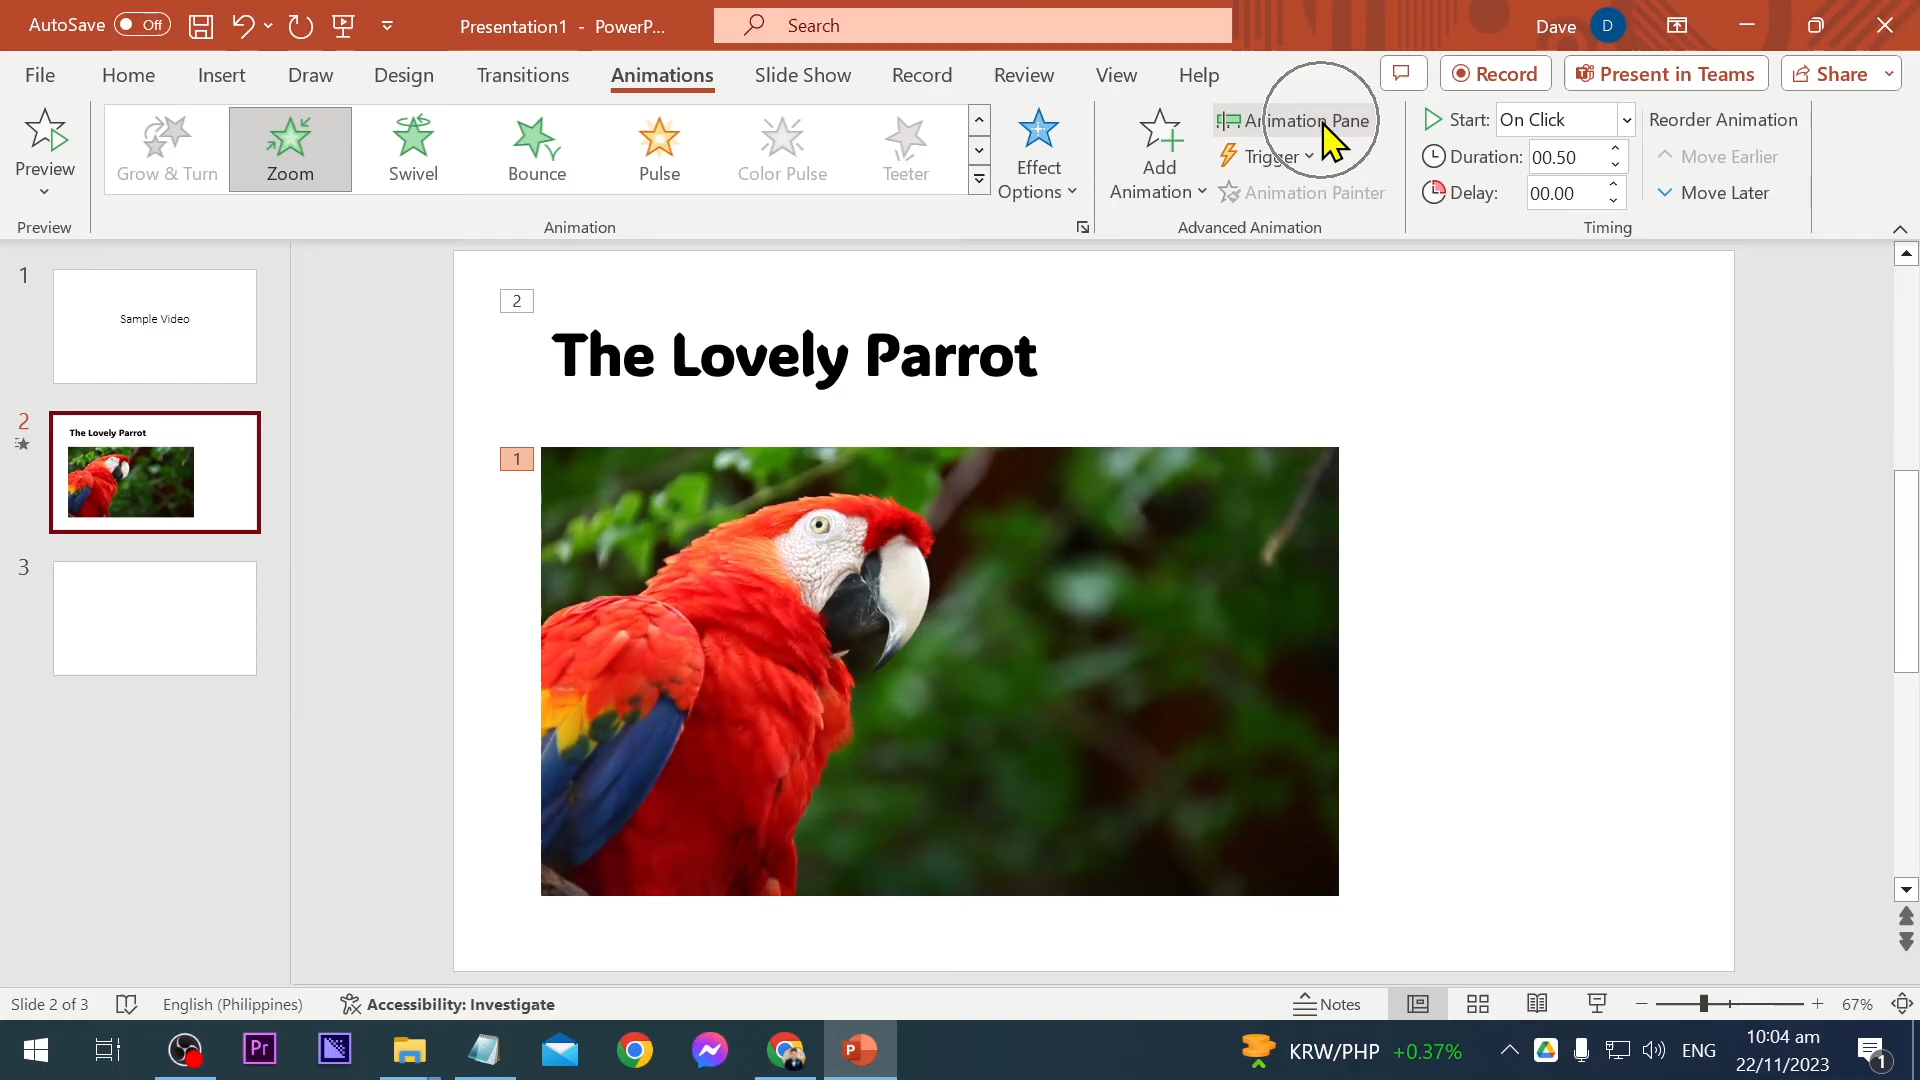 AutoSave Off Presentation1 - PowerP... Search Dave D
File Home Insert Draw Design Transitions Animations Slide Show Record Review View Help Record Present in Teams Share
Preview
Grow & Turn Zoom Swivel Bounce Pulse Color Pulse Teeter
Effect Options
Add Animation
Animation Pane
Trigger
Animation Painter
Start: On Click
Duration: 00.50
Delay: 00.00
Reorder Animation
Move Earlier
Move Later
Preview Animation Advanced Animation Timing
1
Sample Video
2
The Lovely Parrot
3
2
The Lovely Parrot
1
Slide 2 of 3 English (Philippines) Accessibility: Investigate Notes 67%
Pr P KRW/PHP +0.37% ENG
10:04 am
22/11/2023
1